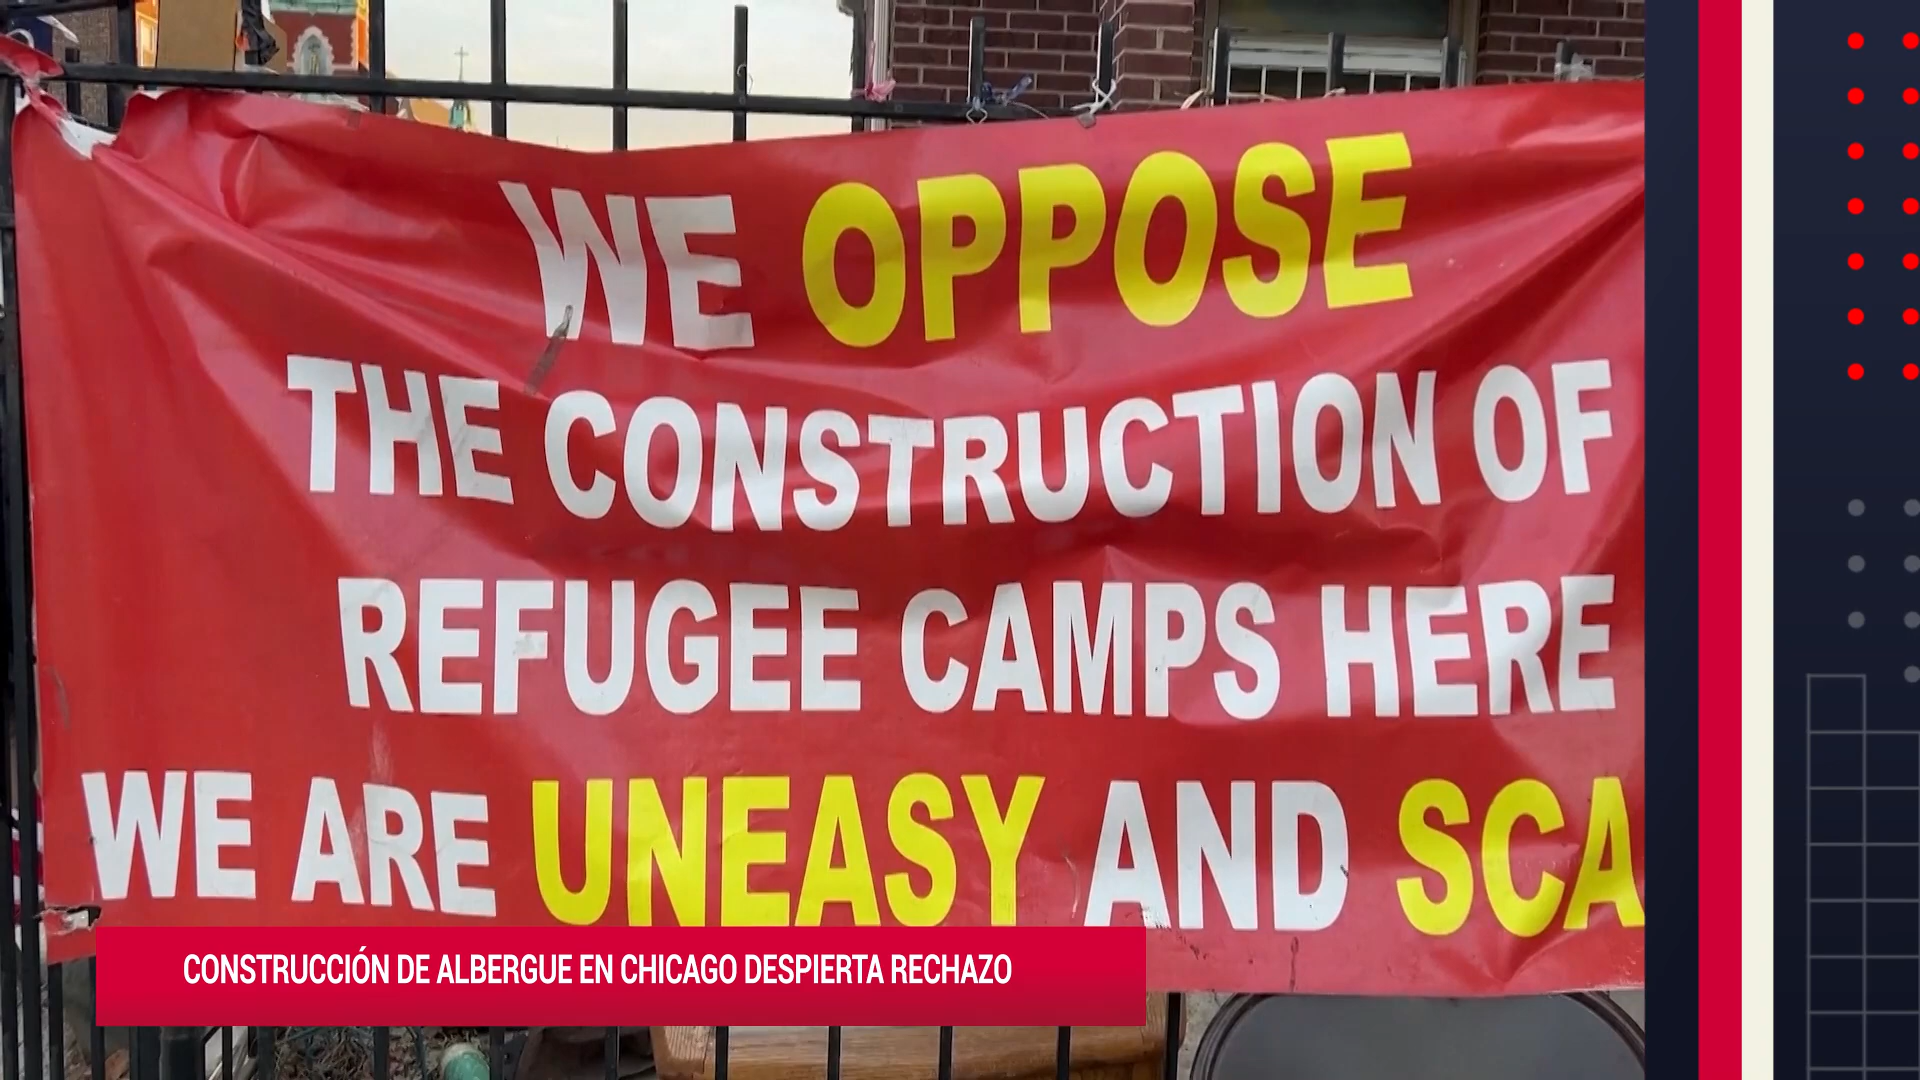 WE OPPOSE
THE CONSTRUCTION OF
REFUGEE CAMPS HERE
WE ARE UNEASY AND SCA
CONSTRUCCIÓN DE ALBERGUE EN CHICAGO DESPIERTA RECHAZO